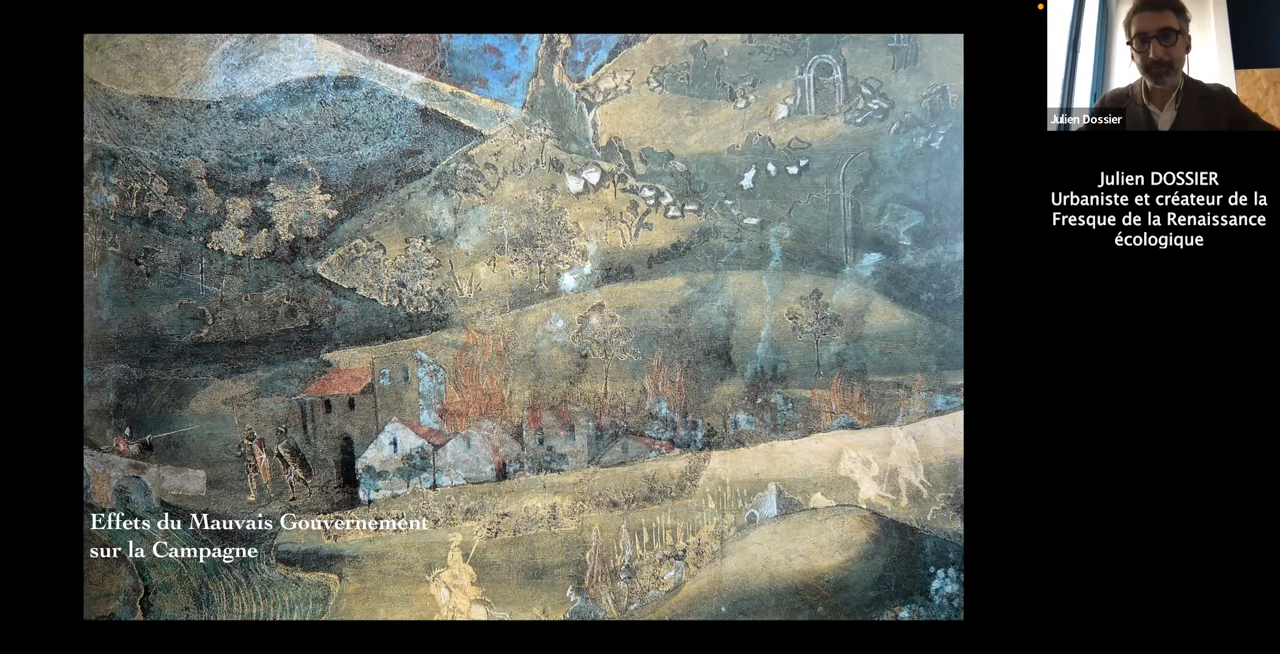 Effets du Mauvais Gouvernement
sur la Campagne
Julien Dossier
Julien DOSSIER
Urbaniste et créateur de la
Fresque de la Renaissance
écologique